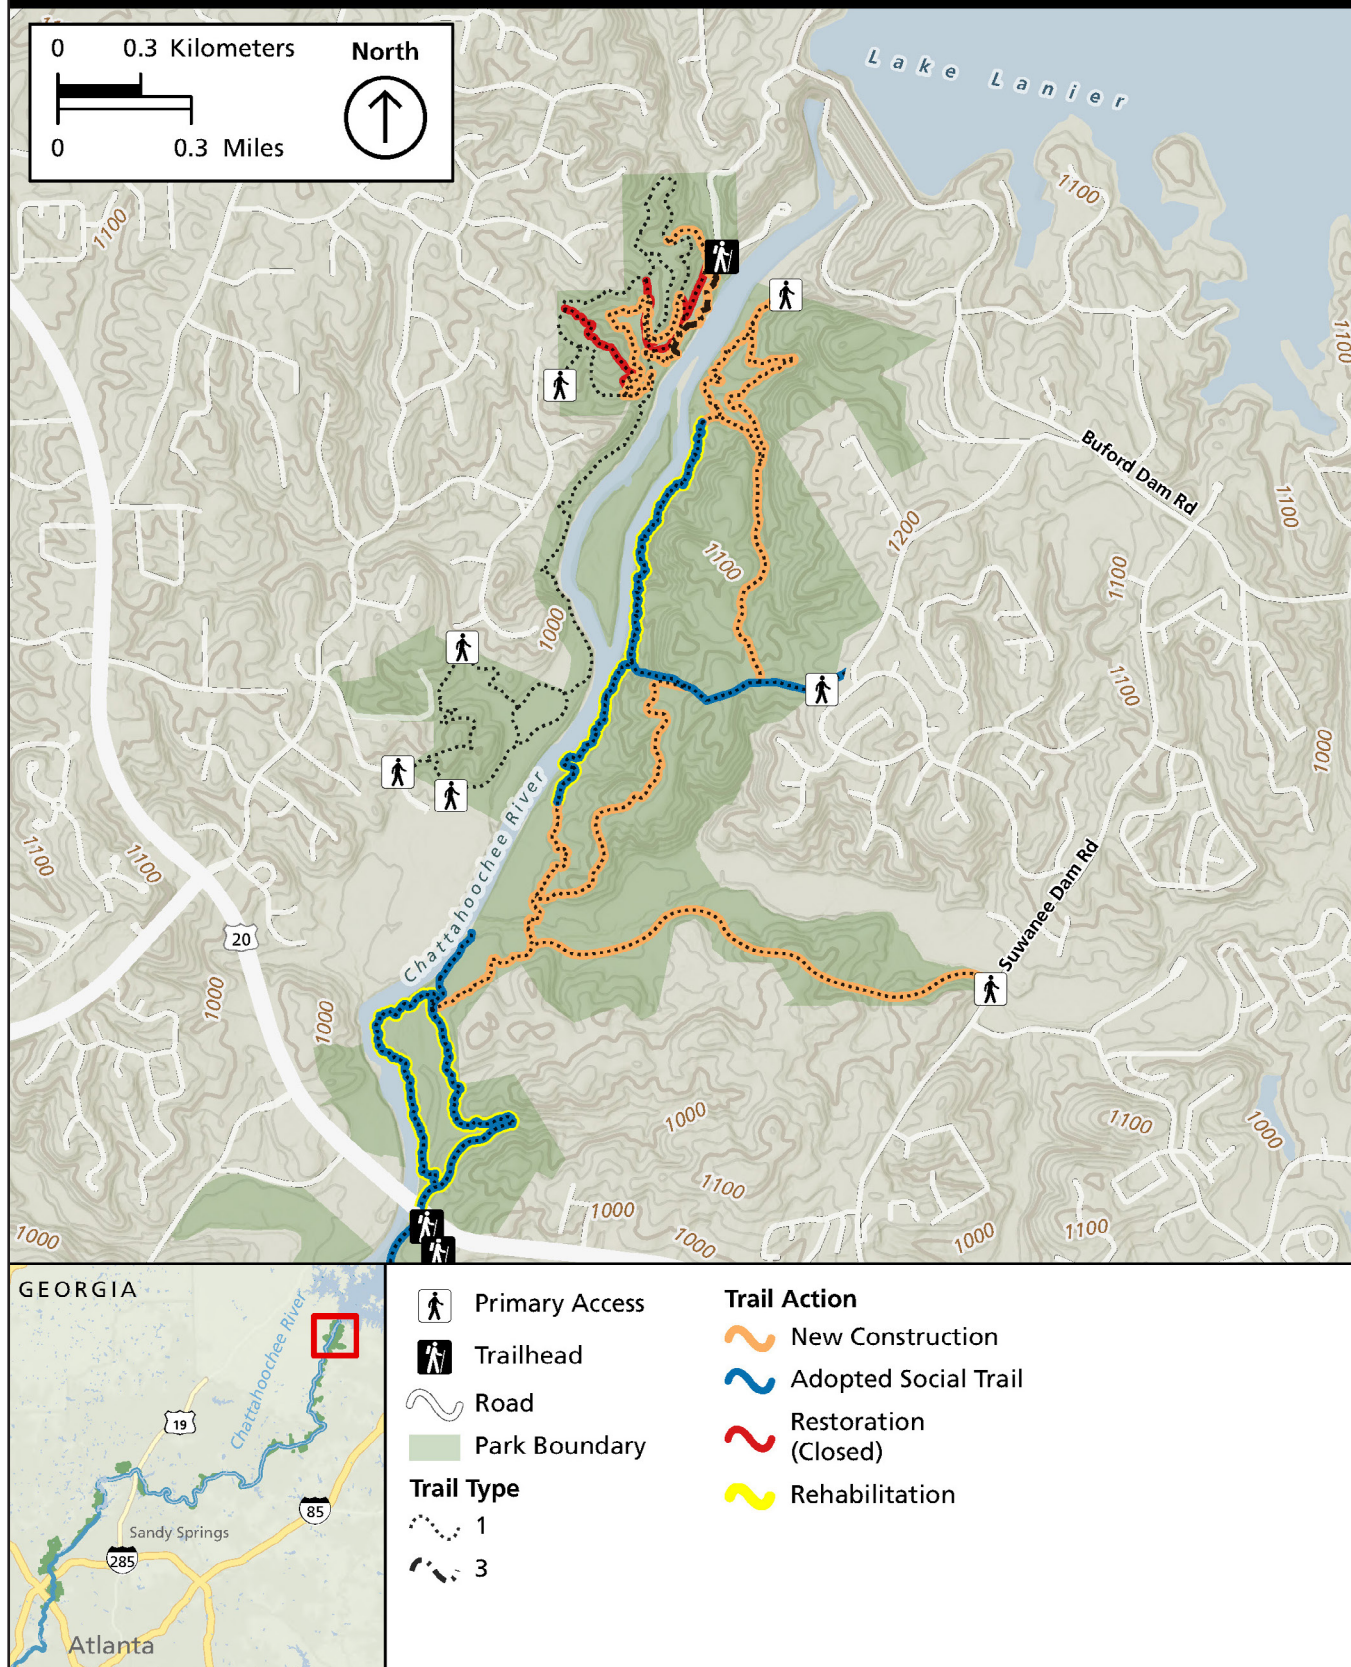 0 0.3 Kilometers
North
0 0.3 Miles
Lake Lanier
1100
1100
1100
Buford Dam Rd
1100
1200
1100
1100
1000
1100
1000
Chattahoochee River
1100
1100
Suwanee Dam Rd
20
1000
1000
1000
1100
1000
1100
1000
1000
1000
1100
1000
GEORGIA
Chattahoochee River
19
85
Sandy Springs
285
Atlanta
Primary Access
Trailhead
Road
Park Boundary
Trail Type
1
3
Trail Action
New Construction
Adopted Social Trail
Restoration
(Closed)
Rehabilitation